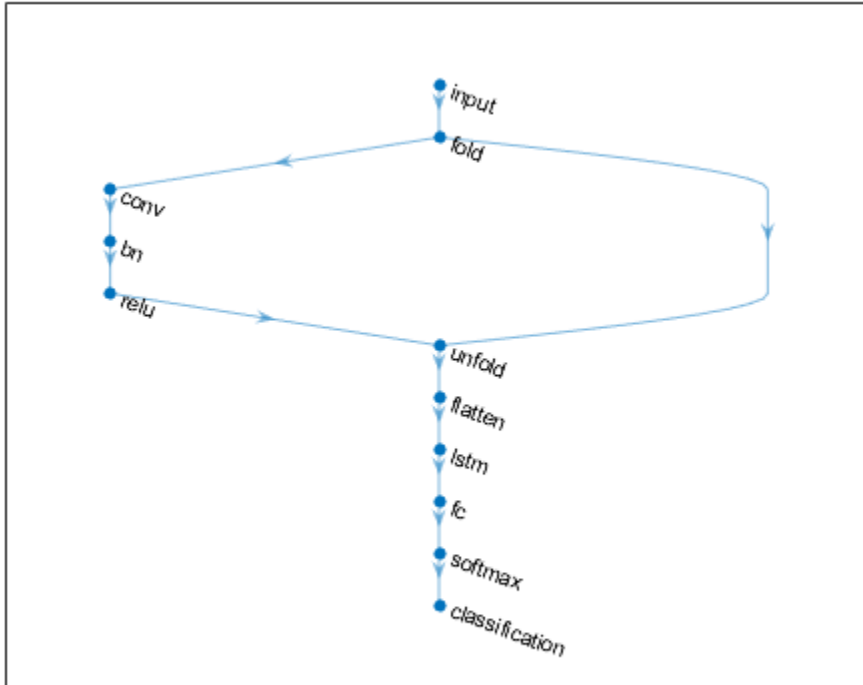 input
fold
conv
bn
relu
unfold
flatten
lstm
fc
softmax
classification